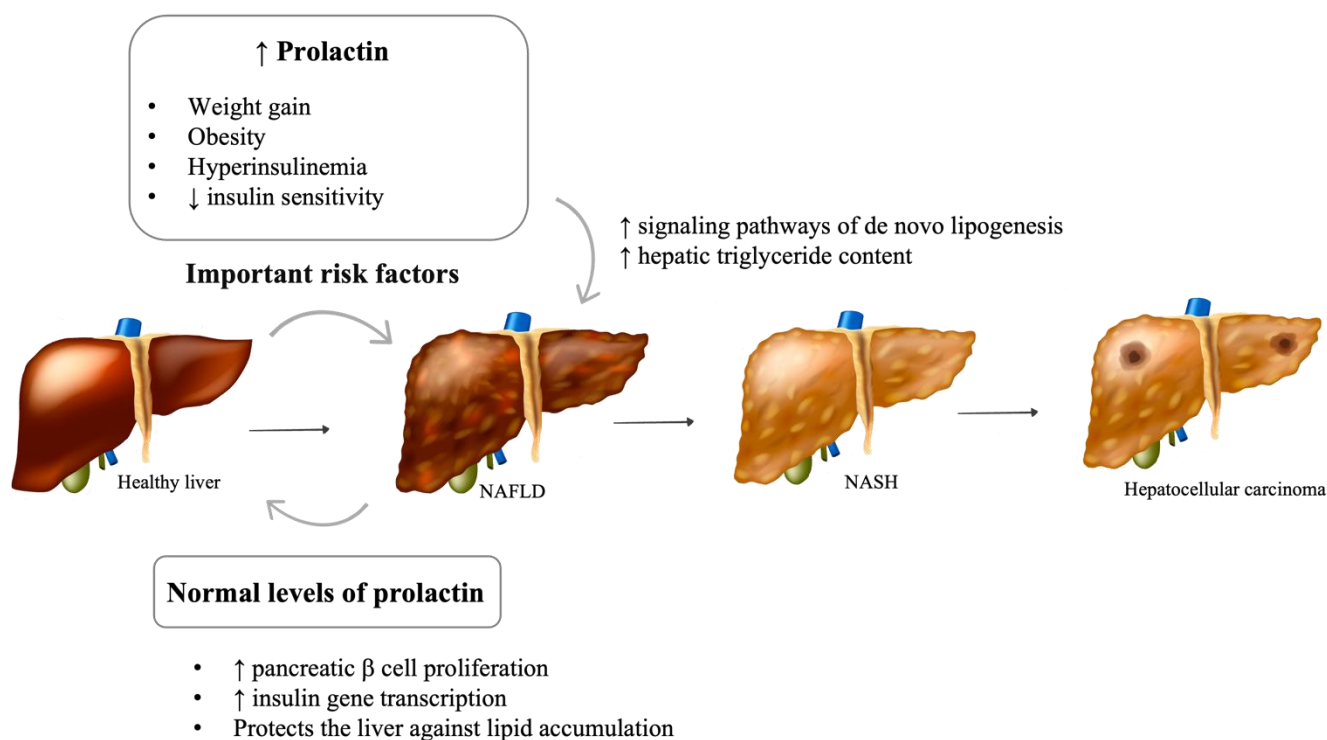 ↑ Prolactin
• Weight gain
• Obesity
• Hyperinsulinemia
• ↓ insulin sensitivity
↑ signaling pathways of de novo lipogenesis
↑ hepatic triglyceride content
Important risk factors
Healthy liver
NAFLD
NASH
Hepatocellular carcinoma
Normal levels of prolactin
• ↑ pancreatic β cell proliferation
• ↑ insulin gene transcription
• Protects the liver against lipid accumulation